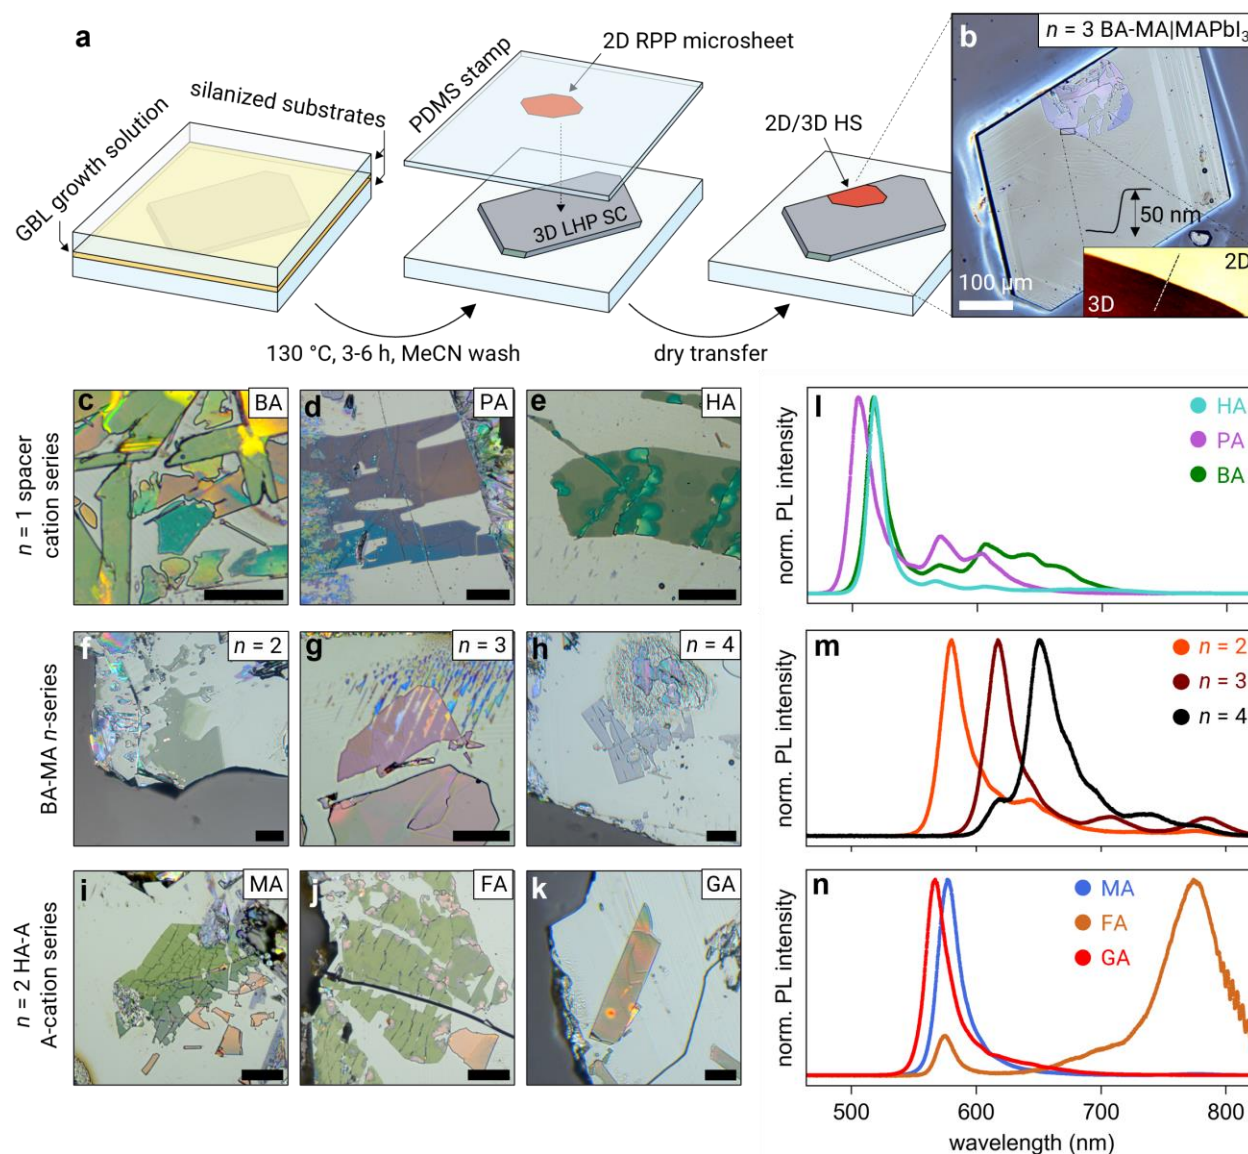 a
2D RPP microsheet
PDMS stamp
silanized substrates
GBL growth solution
3D LHP SC
2D/3D HS
130 °C, 3-6 h, MeCN wash
dry transfer
b
n = 3 BA-MA|MAPbI3
50 nm
100 µm
2D
3D
n = 1 spacer
cation series
c
BA
d
PA
e
HA
l
HA
PA
BA
norm. PL intensity
500
600
700
800
BA-MA n-series
f
n = 2
g
n = 3
h
n = 4
m
n = 2
n = 3
n = 4
norm. PL intensity
n = 2 HA-A
A-cation series
i
MA
j
FA
k
GA
n
MA
FA
GA
norm. PL intensity
500
600
700
800
wavelength (nm)